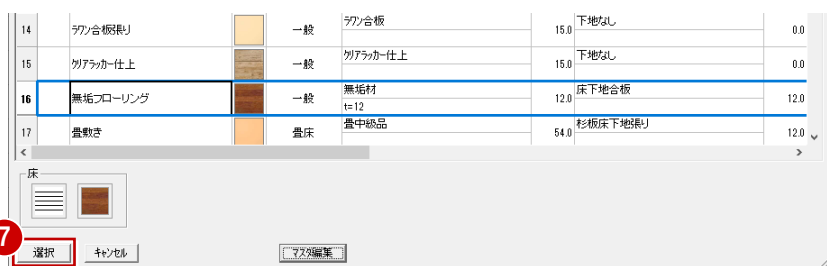 14 ﾗﾜﾝ合板張り 一般 ﾗﾜﾝ合板 15.0 下地なし 0.0
15 ｸﾘｱﾗｯｶｰ仕上 一般 ｸﾘｱﾗｯｶｰ仕上 15.0 下地なし 0.0
16 無垢フローリング 一般 無垢材 12.0 床下地合板 12.0
t=12
17 畳敷き 畳床 畳中級品 54.0 杉板床下地張り 12.0
床
7
選択 ｷｬﾝｾﾙ ﾏｽﾀ編集